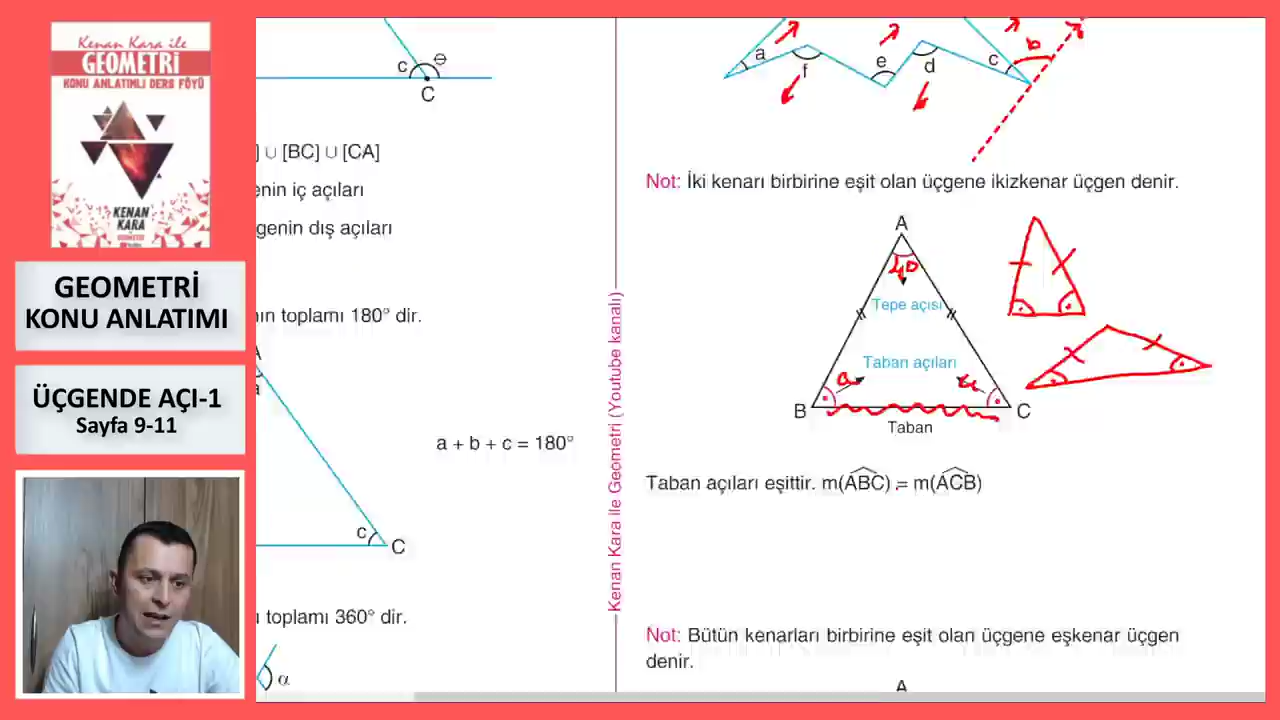 Kenan Kara ile
GEOMETRİ
KONU ANLATIMLI DERS FÖYÜ
KENAN
KARA
GEOMETRİ
KONU ANLATIMI
ÜÇGENDE AÇI-1
Sayfa 9-11
c
θ
C
] ∪ [BC] ∪ [CA]
enin iç açıları
genin dış açıları
ın toplamı 180° dir.
A
a
a + b + c = 180°
c
C
toplamı 360° dir.
α
Kenan Kara ile Geometri (Youtube kanalı)
a
f
e
d
c
b
Not: İki kenarı birbirine eşit olan üçgene ikizkenar üçgen denir.
A
40
Tepe açısı
Taban açıları
a
B
C
Taban
Taban açıları eşittir. m(ABC) = m(ACB)
Not: Bütün kenarları birbirine eşit olan üçgene eşkenar üçgen
denir.
A